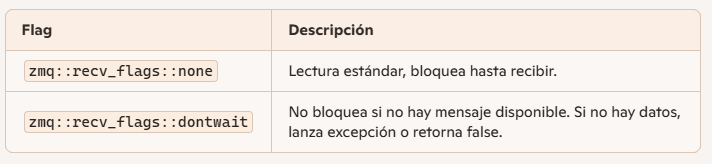 Flag Descripción
zmq::recv_flags::none Lectura estándar, bloquea hasta recibir.
zmq::recv_flags::dontwait No bloquea si no hay mensaje disponible. Si no hay datos,
lanza excepción o retorna false.